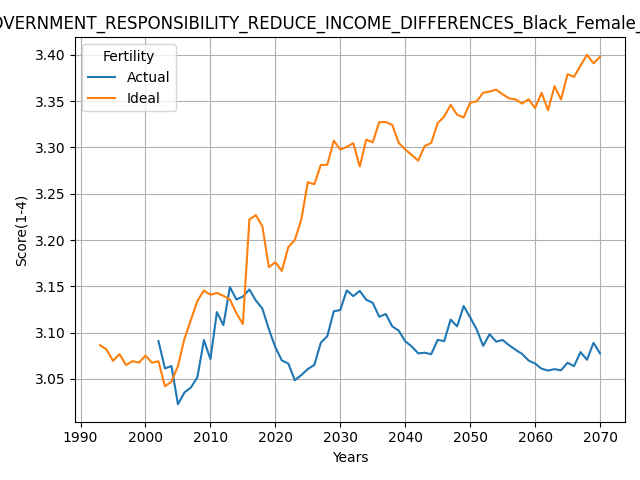 RESPONSIBILITY_REDUCE_INCOME_DIFFERENCES_Black_Female_
Fertility
Actual
Ideal
Score(1-4)
3.40
3.35
3.30
3.25
3.20
3.15
3.10
3.05
1990 2000 2010 2020 2030 2040 2050 2060 2070
Years